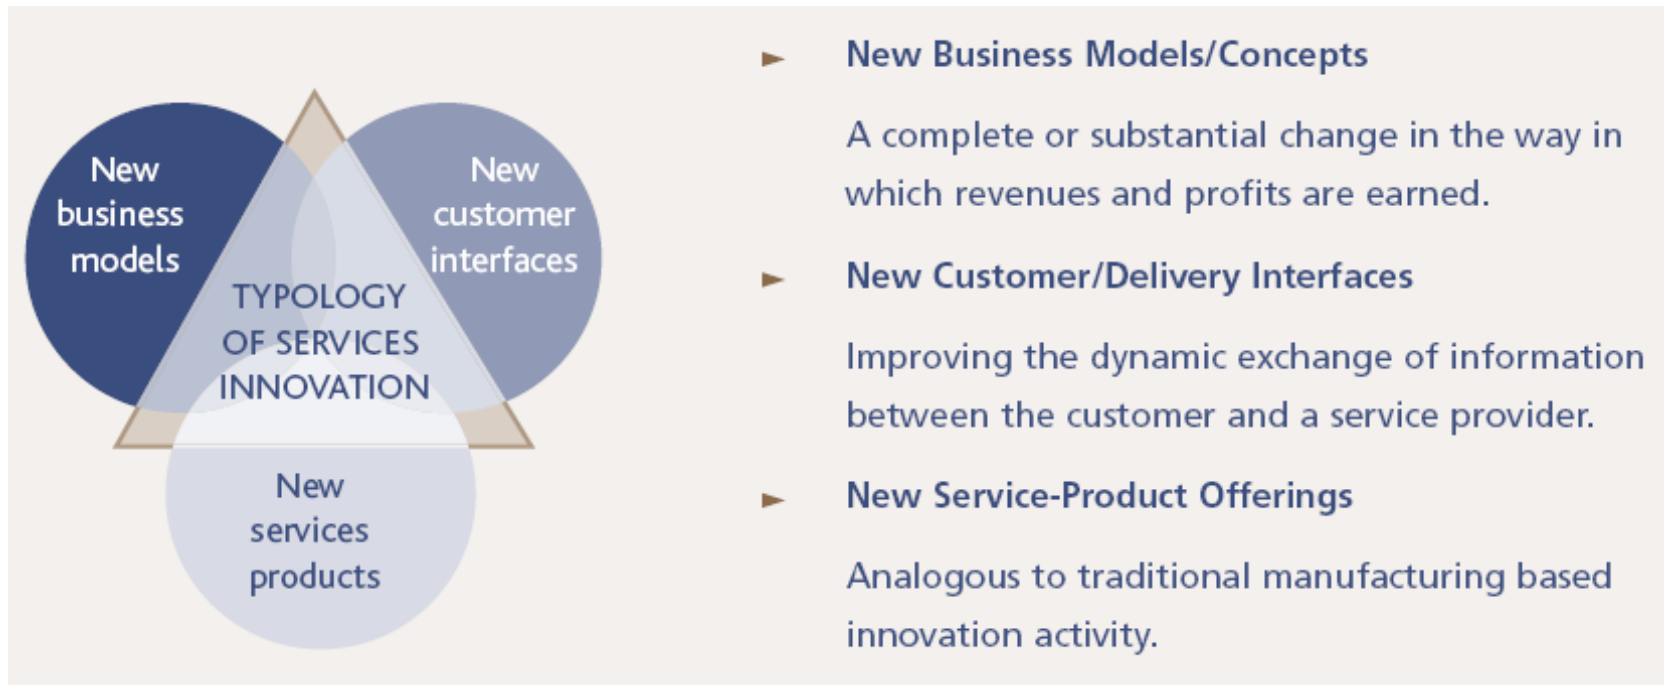 New
business
models
New
customer
interfaces
TYPOLOGY
OF SERVICES
INNOVATION
New
services
products
► New Business Models/Concepts
A complete or substantial change in the way in
which revenues and profits are earned.
► New Customer/Delivery Interfaces
Improving the dynamic exchange of information
between the customer and a service provider.
► New Service-Product Offerings
Analogous to traditional manufacturing based
innovation activity.